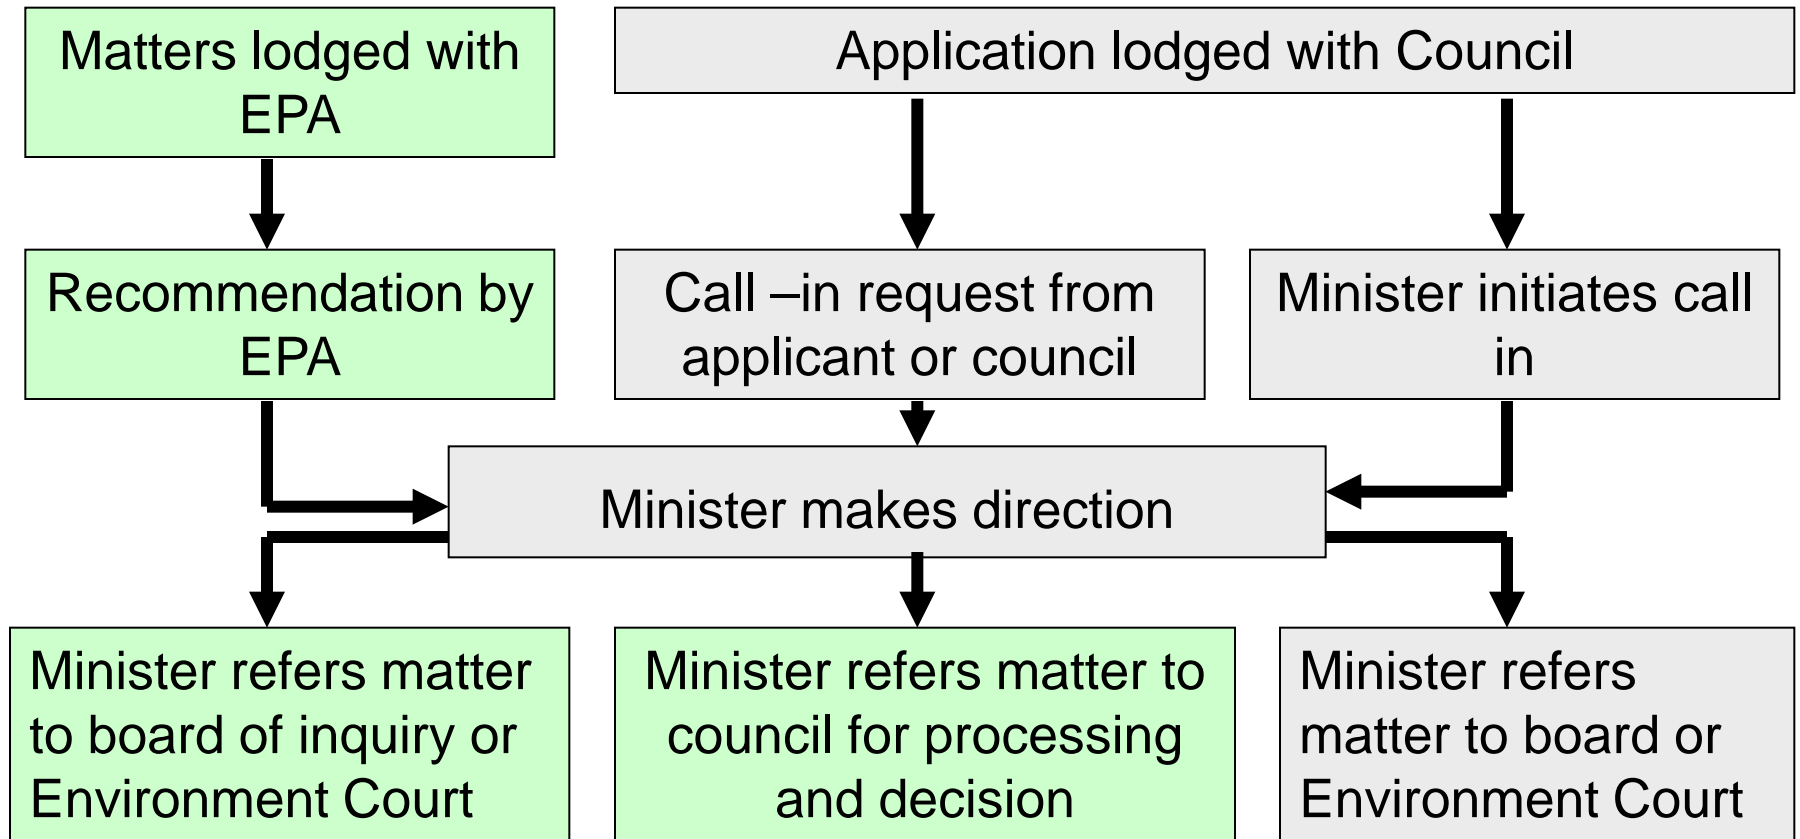 Matters lodged with
EPA
Application lodged with Council
Recommendation by
EPA
Call –in request from
applicant or council
Minister initiates call
in
Minister makes direction
Minister refers matter
to board of inquiry or
Environment Court
Minister refers matter to
council for processing
and decision
Minister refers
matter to board or
Environment Court